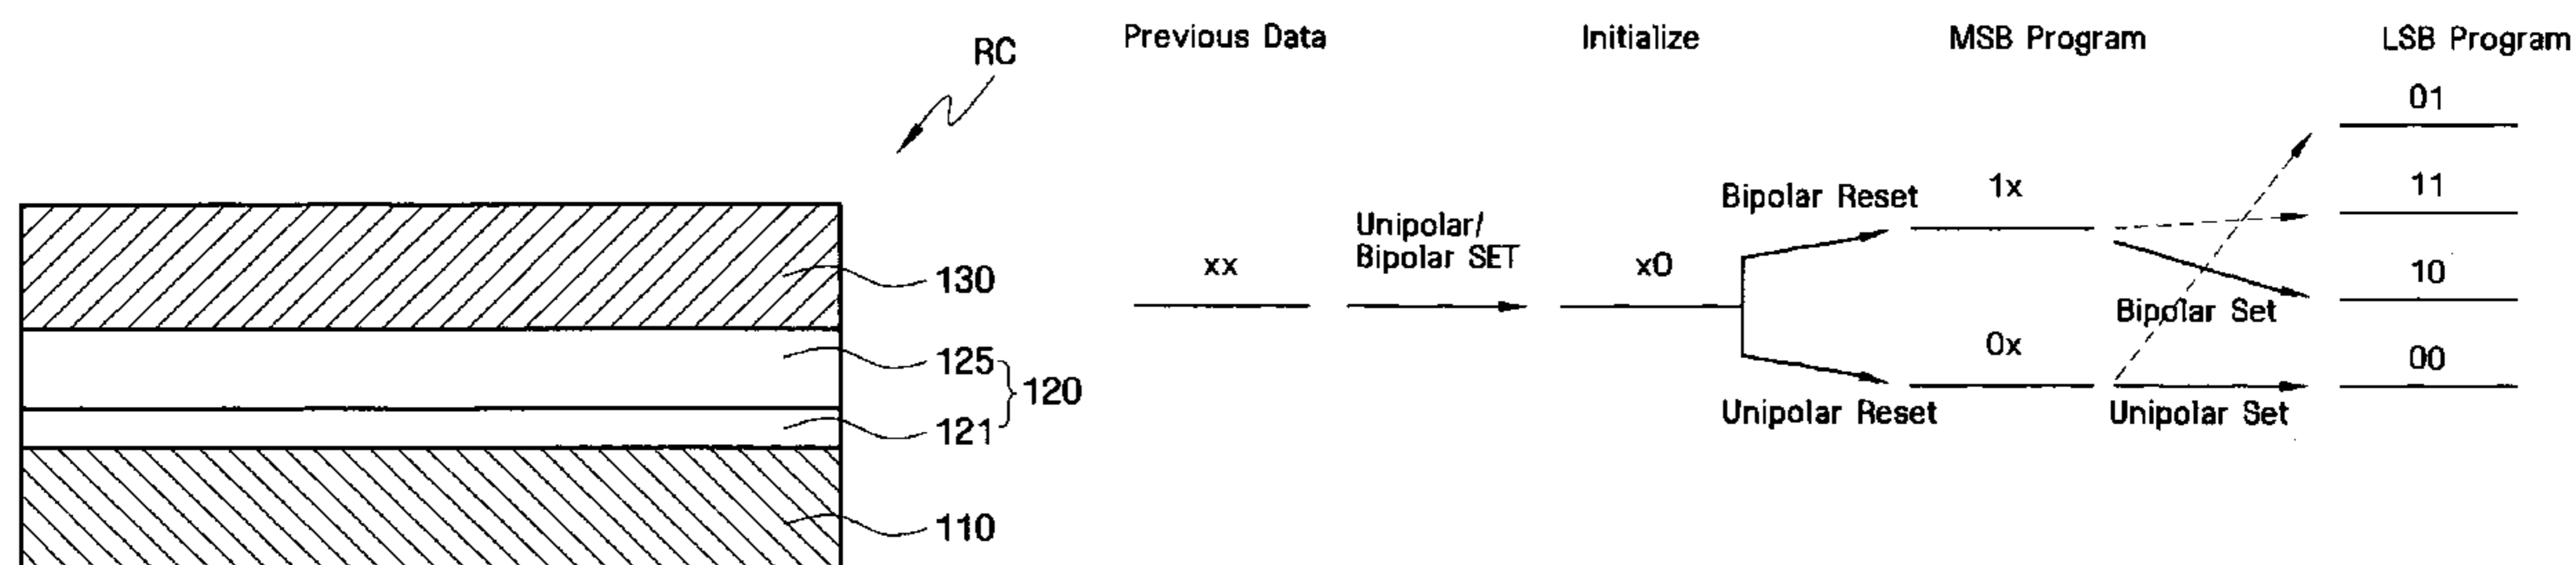 RC
130
125
120
121
110
Previous Data
Initialize
MSB Program
LSB Program
xx
Unipolar/
Bipolar SET
x0
Bipolar Reset
Unipolar Reset
1x
0x
Bipolar Set
Unipolar Set
01
11
10
00